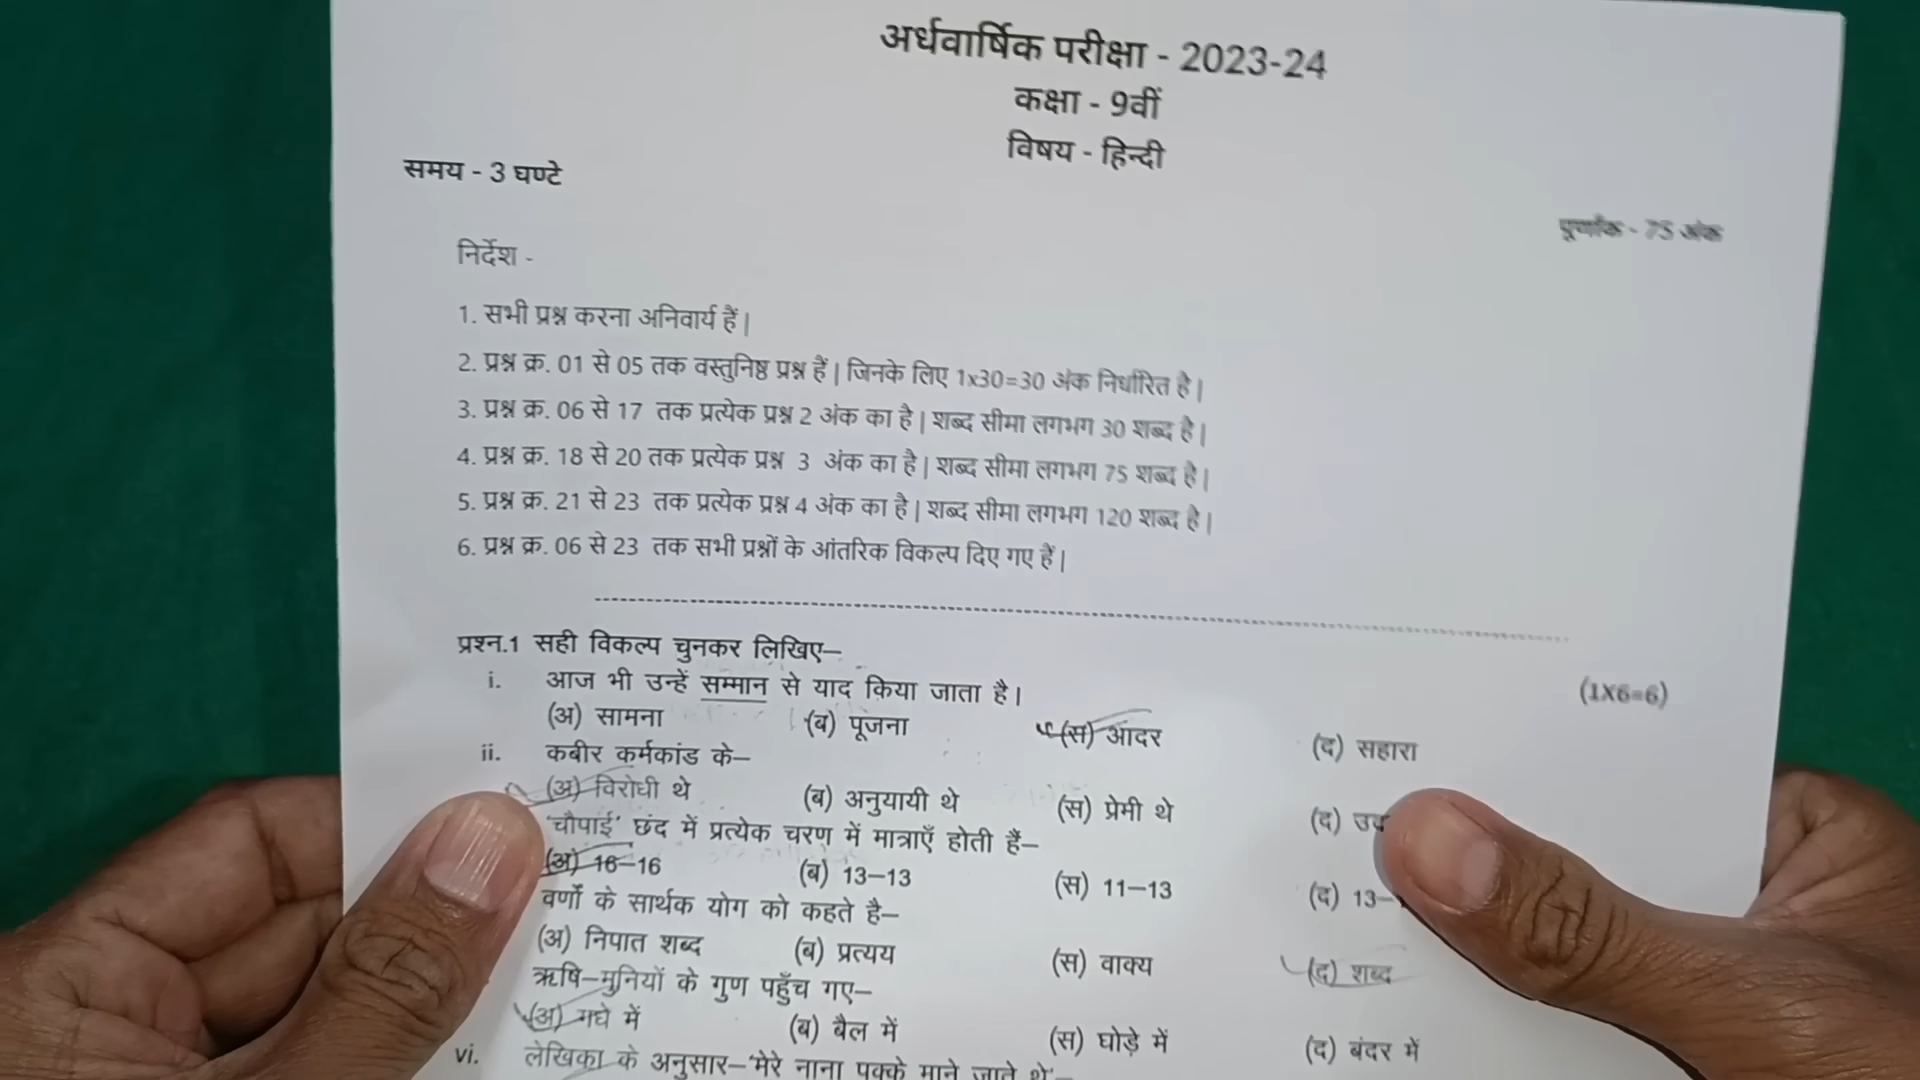 अर्धवार्षिक परीक्षा - 2023-24
कक्षा - 9वीं
विषय - हिन्दी
समय - 3 घण्टे
पूर्णांक - 75 अंक
निर्देश -
1. सभी प्रश्न करना अनिवार्य हैं |
2. प्रश्न क्र. 01 से 05 तक वस्तुनिष्ठ प्रश्न हैं | जिनके लिए 1x30=30 अंक निर्धारित है |
3. प्रश्न क्र. 06 से 17 तक प्रत्येक प्रश्न 2 अंक का है | शब्द सीमा लगभग 30 शब्द है |
4. प्रश्न क्र. 18 से 20 तक प्रत्येक प्रश्न 3 अंक का है | शब्द सीमा लगभग 75 शब्द है |
5. प्रश्न क्र. 21 से 23 तक प्रत्येक प्रश्न 4 अंक का है | शब्द सीमा लगभग 120 शब्द है |
6. प्रश्न क्र. 06 से 23 तक सभी प्रश्नों के आंतरिक विकल्प दिए गए हैं |
प्रश्न.1 सही विकल्प चुनकर लिखिए–
(1X6=6)
i. आज भी उन्हें सम्मान से याद किया जाता है।
(अ) सामना (ब) पूजना (स) आदर (द) सहारा
ii. कबीर कर्मकांड के–
(अ) विरोधी थे (ब) अनुयायी थे (स) प्रेमी थे (द)
'चौपाई' छंद में प्रत्येक चरण में मात्राएँ होती हैं–
(अ) 16–16 (ब) 13–13 (स) 11–13 (द) 13–
वर्णों के सार्थक योग को कहते है–
(अ) निपात शब्द (ब) प्रत्यय (स) वाक्य (द) शब्द
ऋषि–मुनियों के गुण पहुँच गए–
(अ) गधे में (ब) बैल में (स) घोड़े में (द) बंदर में
vi. लेखिका के अनुसार–'मेरे नाना पक्के माने जाते थे'–